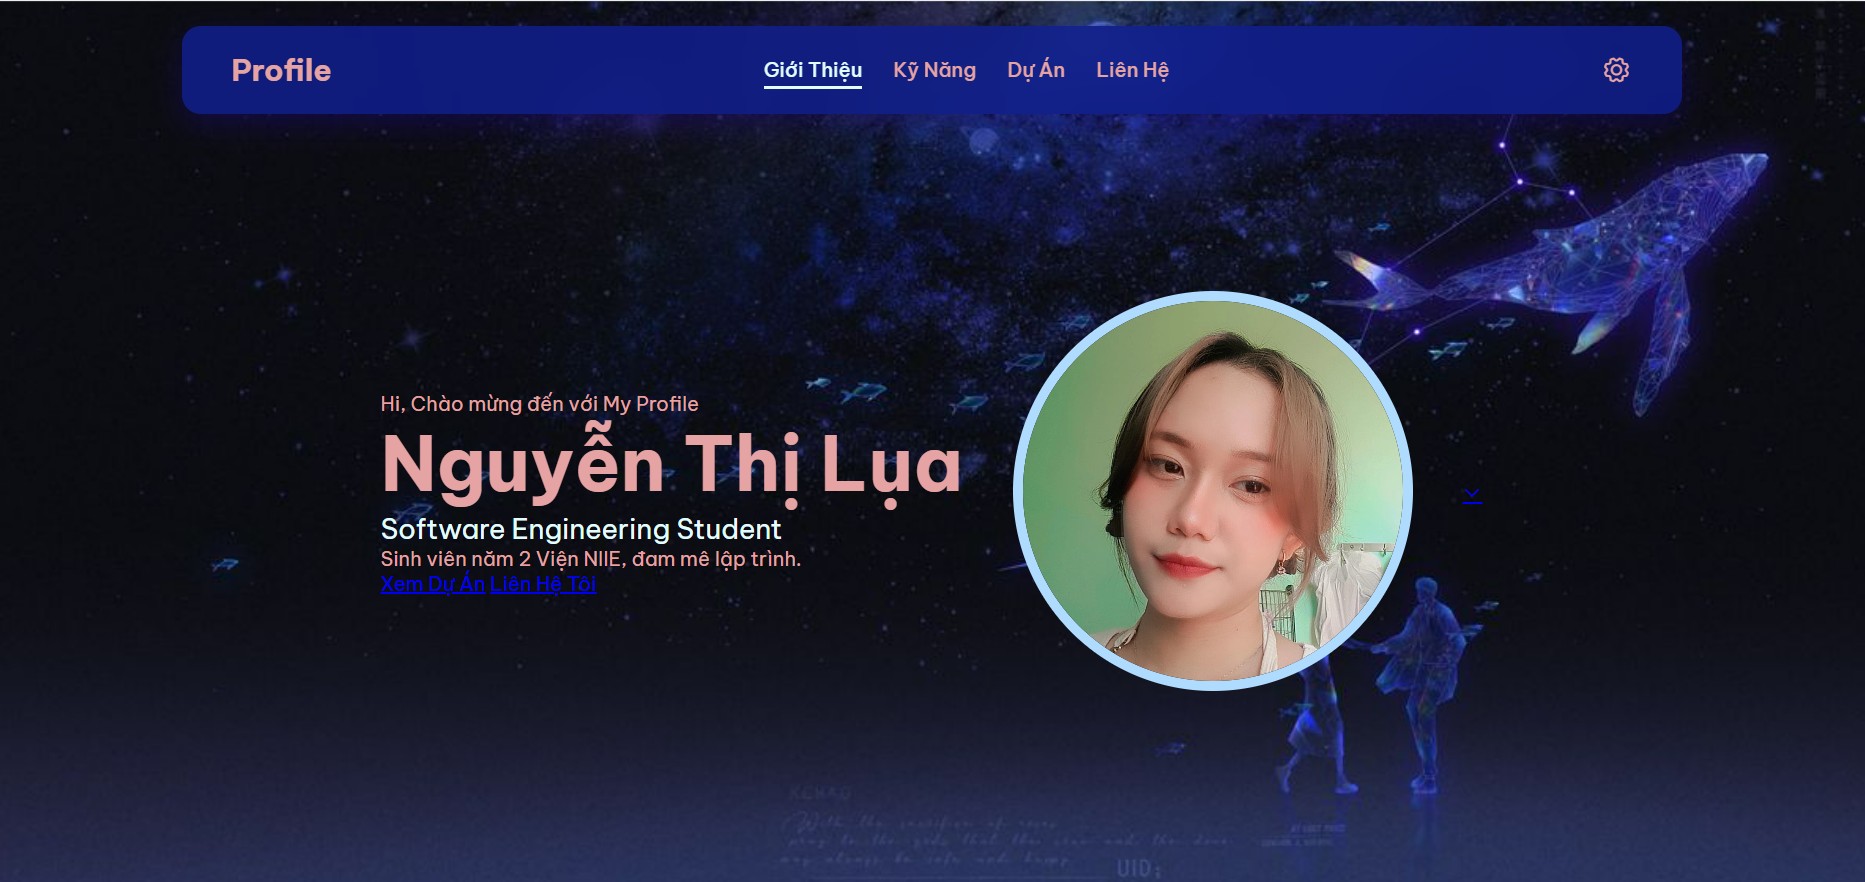 Profile
Giới Thiệu Kỹ Năng Dự Án Liên Hệ
Hi, Chào mừng đến với My Profile
Nguyễn Thị Lụa
Software Engineering Student
Sinh viên năm 2 Viện NIIE, đam mê lập trình.
Xem Dự Án Liên Hệ Tôi
UID: